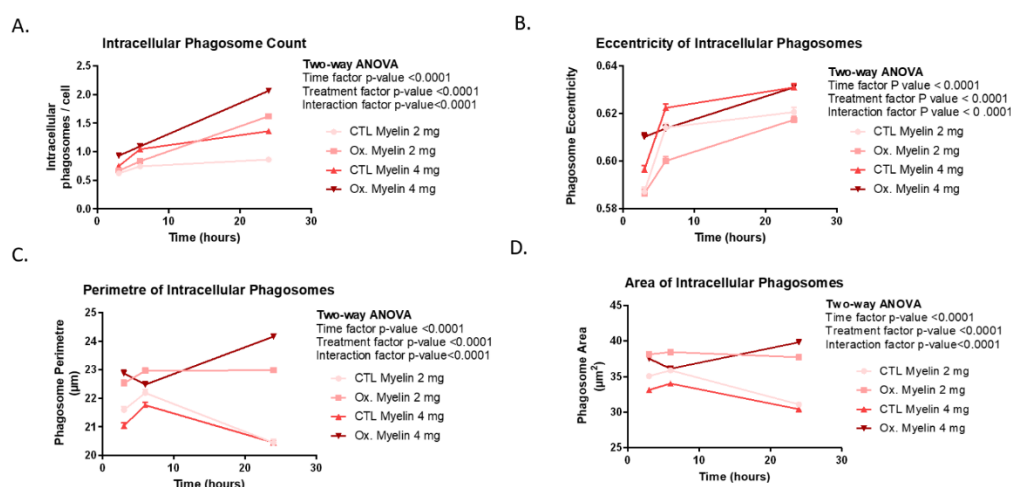 A.
Intracellular Phagosome Count
Intracellular
phagosomes / cell
2.5
2.0
1.5
1.0
0.5
0.0
0
10
20
30
Time (hours)
Two-way ANOVA
Time factor p-value <0.0001
Treatment factor p-value <0.0001
Interaction factor p-value<0.0001
CTL Myelin 2 mg
Ox. Myelin 2 mg
CTL Myelin 4 mg
Ox. Myelin 4 mg
B.
Eccentricity of Intracellular Phagosomes
Phagosome Eccentricity
0.64
0.62
0.60
0.58
0
10
20
30
Time (hours)
Two-way ANOVA
Time factor P value < 0.0001
Treatment factor P value < 0.0001
Interaction factor P value < 0 .0001
CTL Myelin 2 mg
Ox. Myelin 2 mg
CTL Myelin 4 mg
Ox. Myelin 4 mg
C.
Perimetre of Intracellular Phagosomes
Phagosome Perimetre
(µm)
25
24
23
22
21
20
0
10
20
30
Time (hours)
Two-way ANOVA
Time factor p-value <0.0001
Treatment factor p-value <0.0001
Interaction factor p-value<0.0001
CTL Myelin 2 mg
Ox. Myelin 2 mg
CTL Myelin 4 mg
Ox. Myelin 4 mg
D.
Area of Intracellular Phagosomes
Phagosome Area
(µm²)
45
40
35
30
25
0
10
20
30
Time (hours)
Two-way ANOVA
Time factor p-value <0.0001
Treatment factor p-value <0.0001
Interaction factor p-value<0.0001
CTL Myelin 2 mg
Ox. Myelin 2 mg
CTL Myelin 4 mg
Ox. Myelin 4 mg